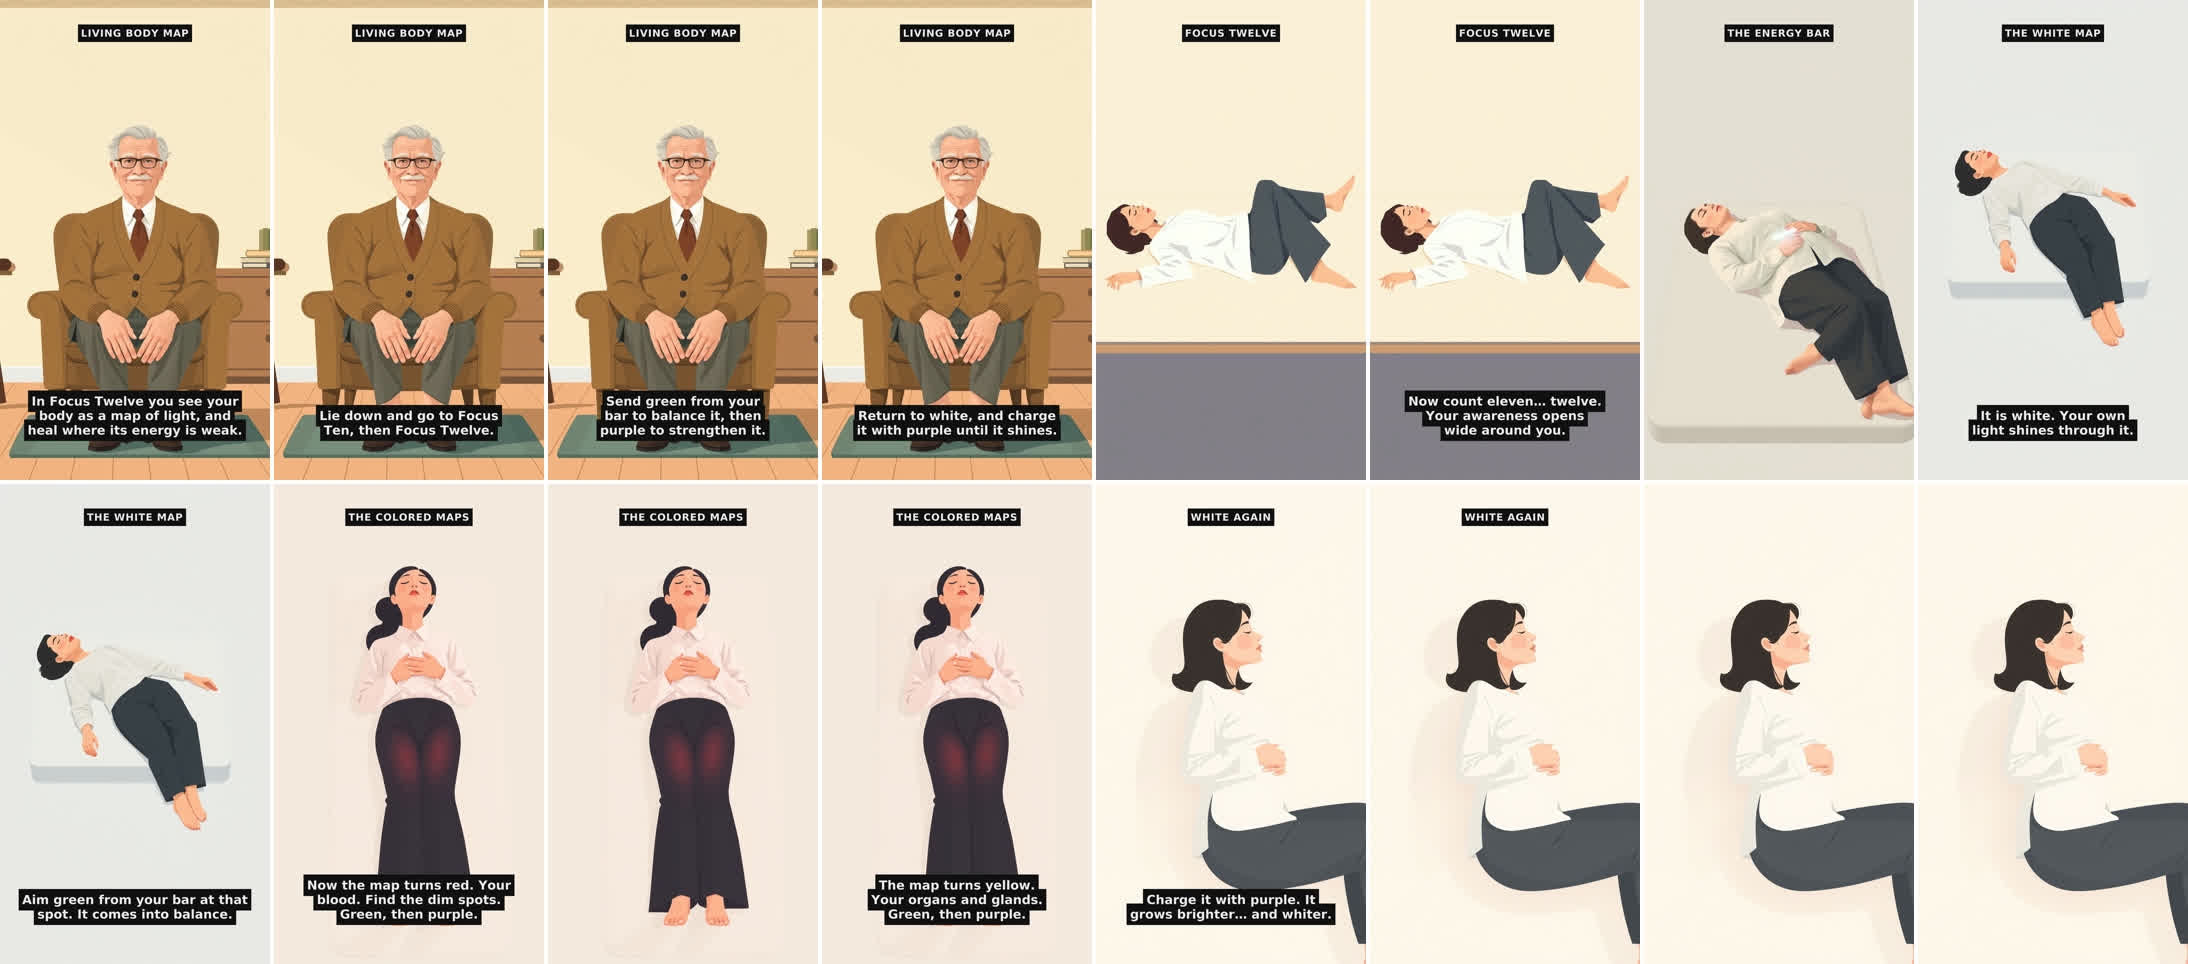 LIVING BODY MAP
In Focus Twelve you see your
body as a map of light, and
heal where its energy is weak.
LIVING BODY MAP
Lie down and go to Focus
Ten, then Focus Twelve.
LIVING BODY MAP
Send green from your
bar to balance it, then
purple to strengthen it.
LIVING BODY MAP
Return to white, and charge
it with purple until it shines.
FOCUS TWELVE
FOCUS TWELVE
Now count eleven... twelve.
Your awareness opens
wide around you.
THE ENERGY BAR
THE WHITE MAP
It is white. Your own
light shines through it.
THE WHITE MAP
Aim green from your bar at that
spot. It comes into balance.
THE COLORED MAPS
Now the map turns red. Your
blood. Find the dim spots.
Green, then purple.
THE COLORED MAPS
THE COLORED MAPS
The map turns yellow.
Your organs and glands.
Green, then purple.
WHITE AGAIN
Charge it with purple. It
grows brighter... and whiter.
WHITE AGAIN